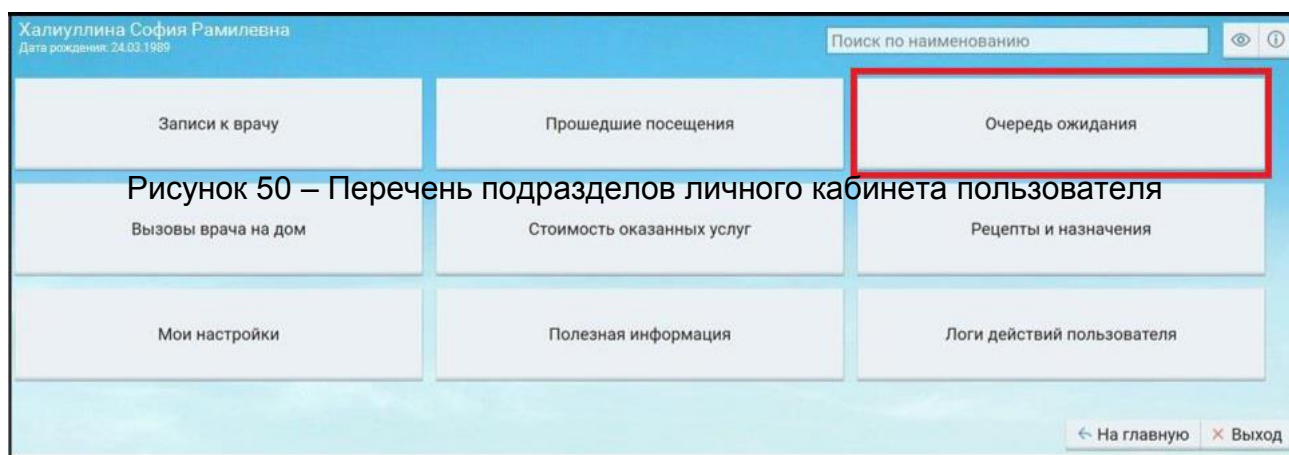 Халиуллина София Рамилевна
Дата рождения: 24.03.1989
Поиск по наименованию
Записи к врачу
Прошедшие посещения
Очередь ожидания
Рисунок 50 – Перечень подразделов личного кабинета пользователя
Вызовы врача на дом
Стоимость оказанных услуг
Рецепты и назначения
Мои настройки
Полезная информация
Логи действий пользователя
На главную
Выход